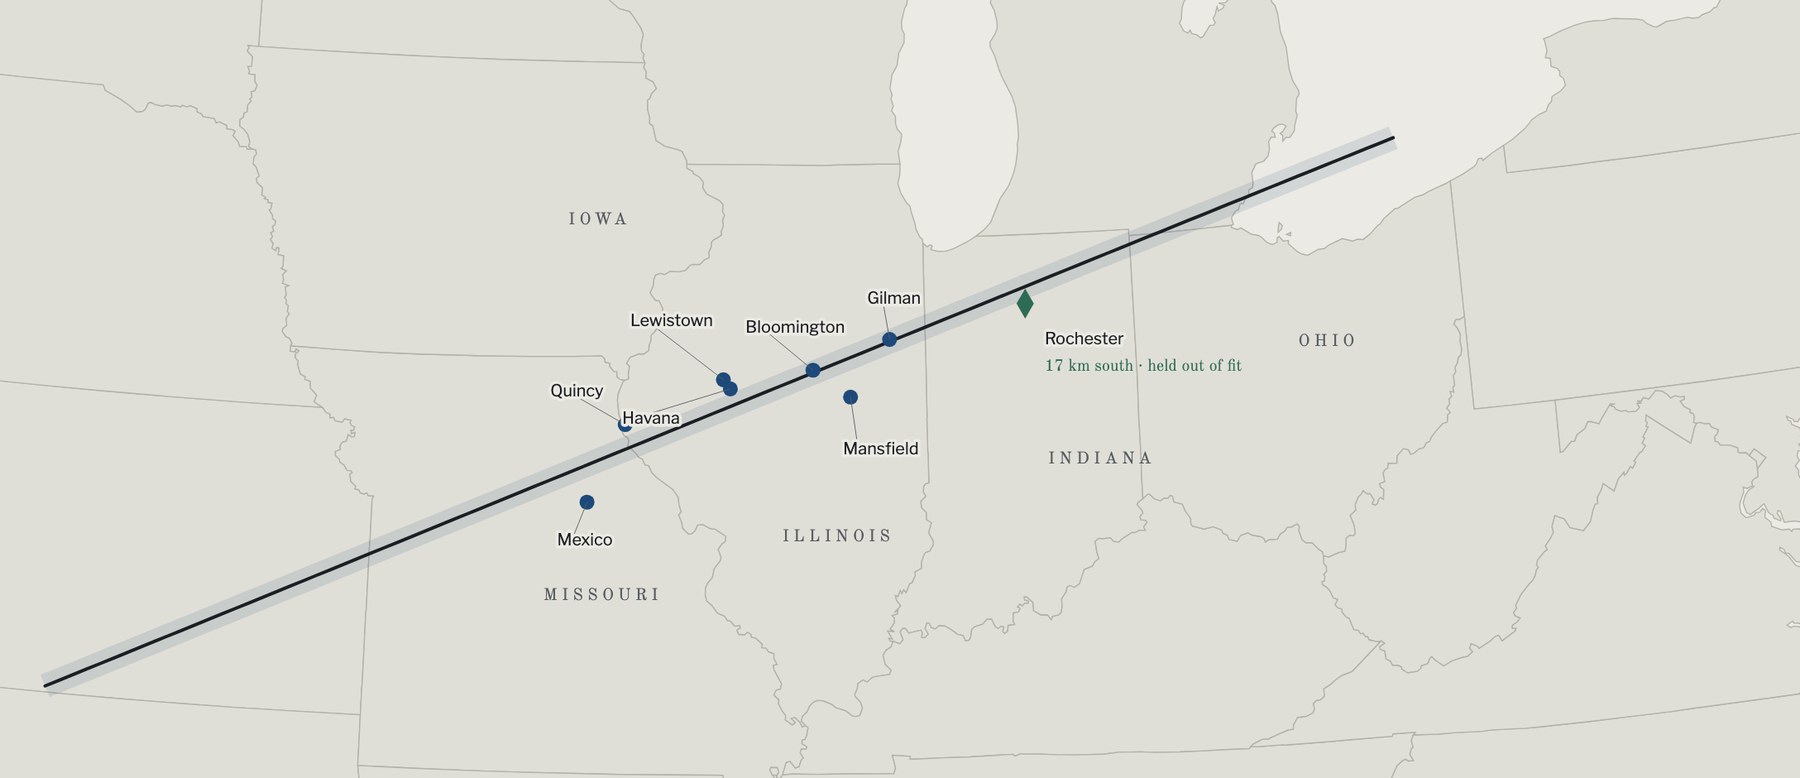 IOWA
Gilman
Lewistown
Bloomington
Rochester
OHIO
17 km south · held out of fit
Quincy
Havana
Mansfield
INDIANA
Mexico
ILLINOIS
MISSOURI